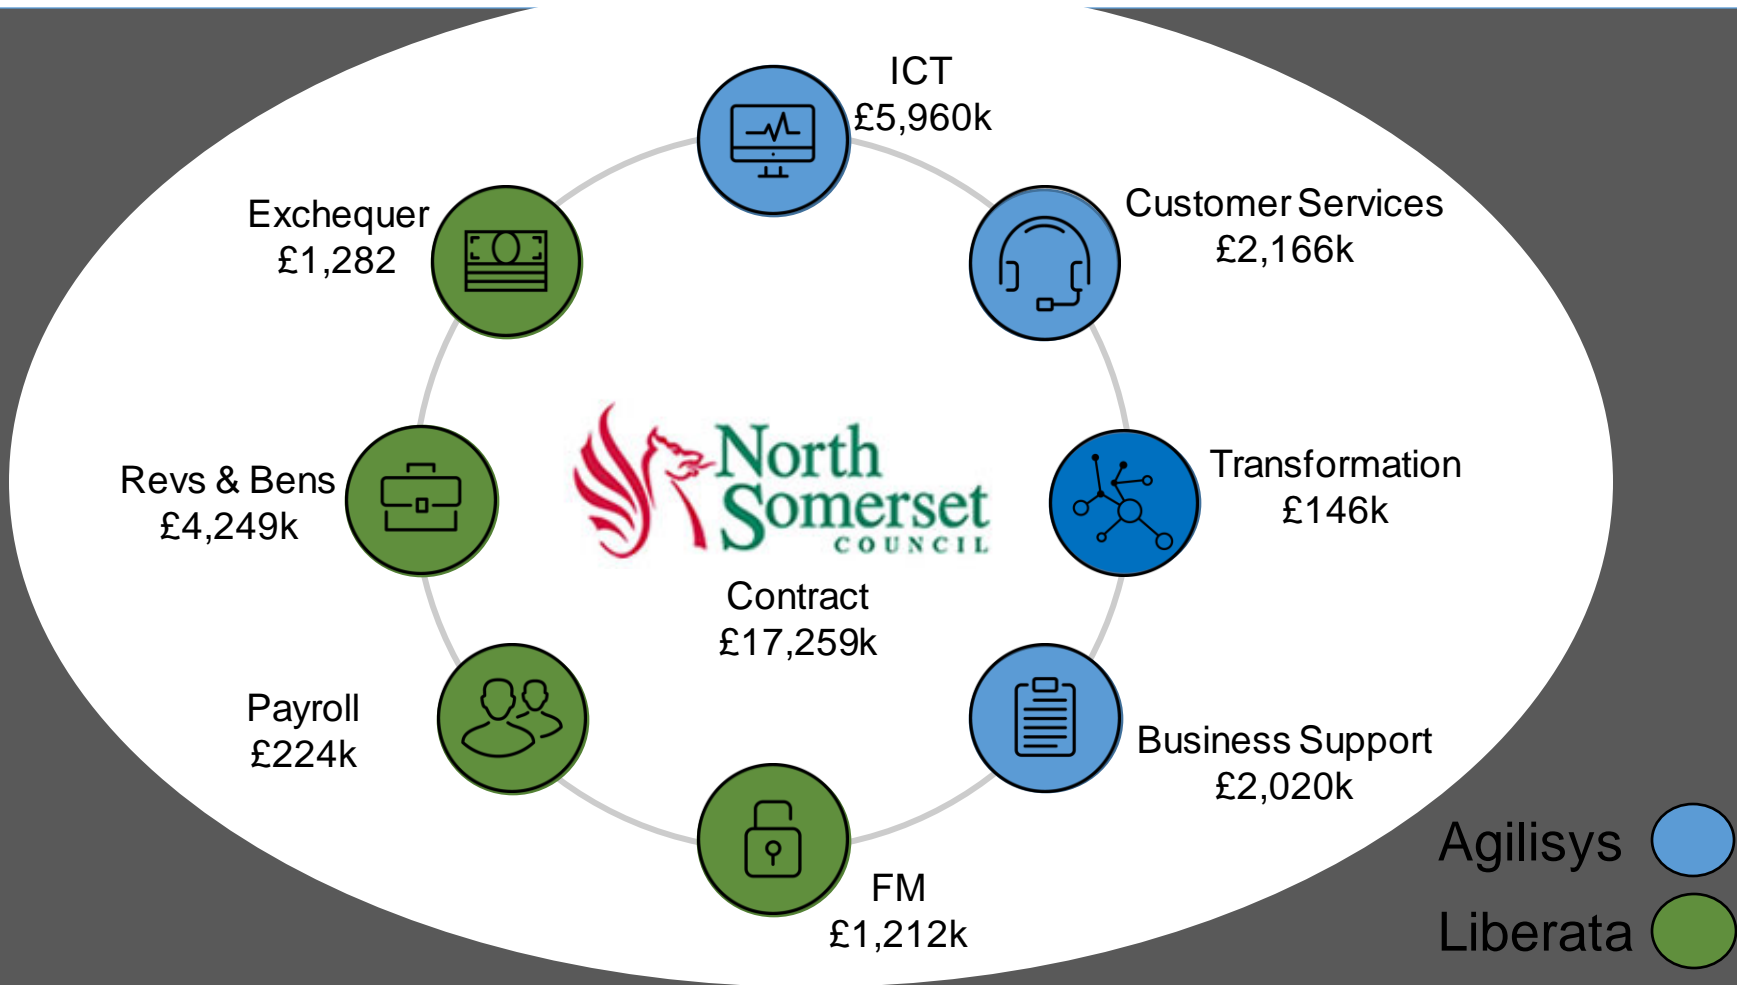 ICT
£5,960k
Customer Services
£2,166k
Exchequer
£1,282
Transformation
£146k
Revs & Bens
£4,249k
North
Somerset
COUNCIL
Contract
£17,259k
Business Support
£2,020k
Payroll
£224k
FM
£1,212k
Agilisys
Liberata